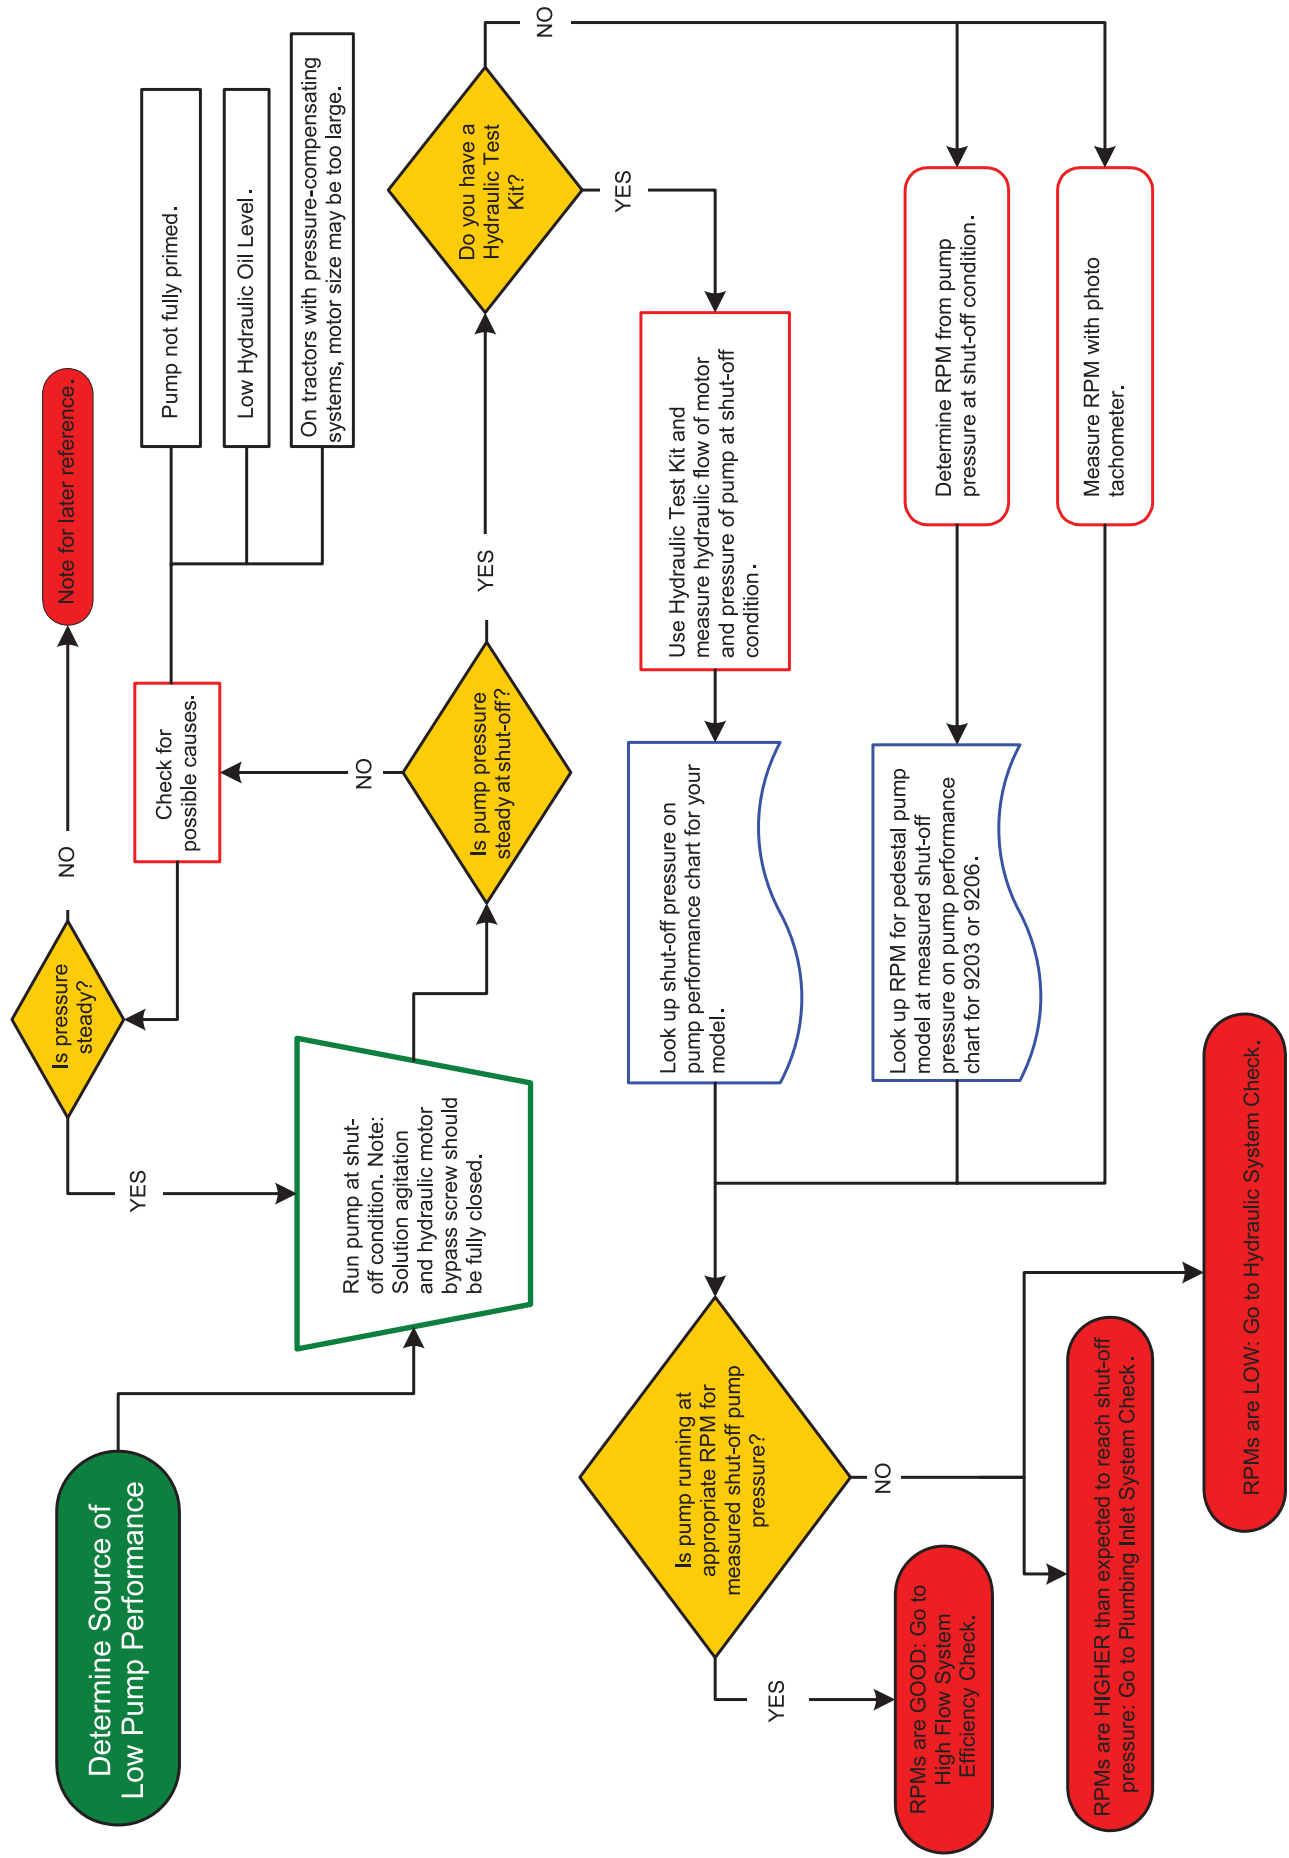 Determine Source of
Low Pump Performance
Run pump at shut-
off condition. Note:
Solution agitation
and hydraulic motor
bypass screw should
be fully closed.
YES
Is pressure
steady?
NO
Note for later reference.
Check for
possible causes.
Pump not fully primed.
Low Hydraulic Oil Level.
On tractors with pressure-compensating
systems, motor size may be too large.
NO
Is pump pressure
steady at shut-off?
YES
Do you have a
Hydraulic Test
Kit?
NO
YES
Use Hydraulic Test Kit and
measure hydraulic flow of motor
and pressure of pump at shut-off
condition.
Look up shut-off pressure on
pump performance chart for your
model.
Determine RPM from pump
pressure at shut-off condition.
Look up RPM for pedestal pump
model at measured shut-off
pressure on pump performance
chart for 9203 or 9206.
Measure RPM with photo
tachometer.
Is pump running at
appropriate RPM for
measured shut-off pump
pressure?
YES
NO
RPMs are GOOD: Go to
High Flow System
Efficiency Check.
RPMs are HIGHER than expected to reach shut-off
pressure: Go to Plumbing Inlet System Check.
RPMs are LOW: Go to Hydraulic System Check.